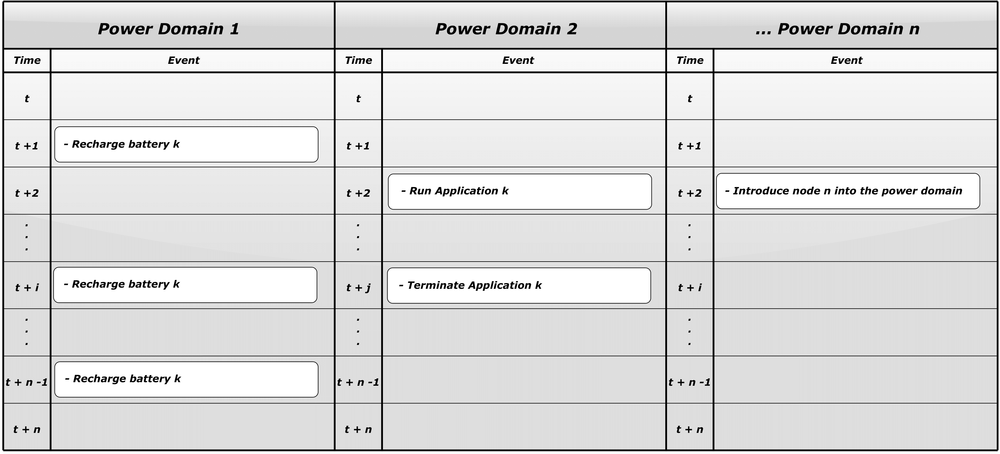 Power Domain 1 Power Domain 2 ... Power Domain n
Time Event Time Event Time Event
t t t
t +1 - Recharge battery k t +1 t +1
t +2 t +2 - Run Application k t +2 - Introduce node n into the power domain
. . .
. . .
. . .
t + i - Recharge battery k t + j - Terminate Application k t + i
. . .
. . .
. . .
t + n -1 - Recharge battery k t + n -1 t + n -1
t + n t + n t + n